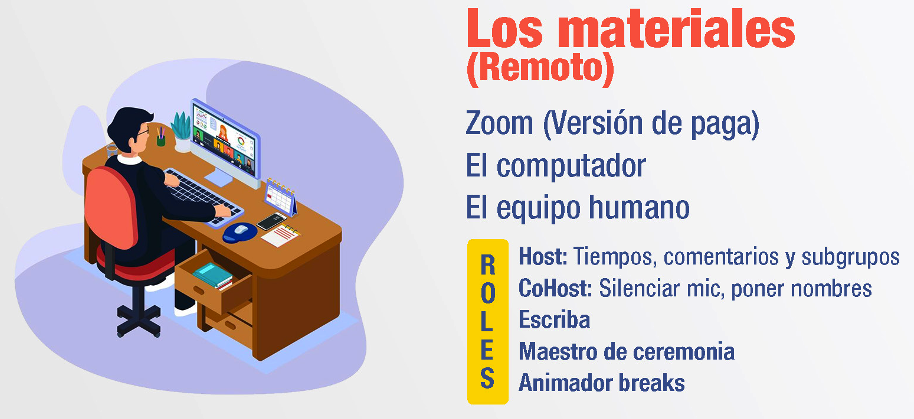 Los materiales
(Remoto)
Zoom (Versión de paga)
El computador
El equipo humano
ROLES
Host: Tiempos, comentarios y subgrupos
CoHost: Silenciar mic, poner nombres
Escriba
Maestro de ceremonia
Animador breaks